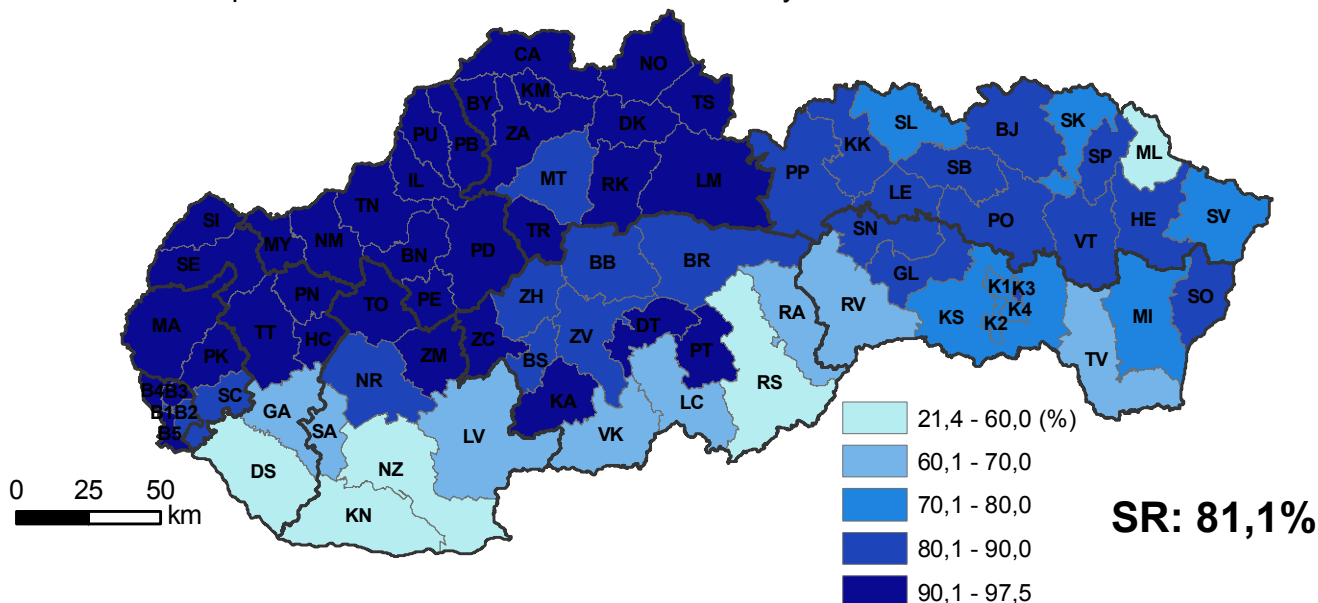 CA
NO
BY
KM
TS
PU
PB
ZA
DK
SL
BJ
SK
SP
ML
KK
PP
MT
RK
LM
SB
IL
LE
TN
SI
PO
HE
SV
MY
NM
TR
SN
VT
BN
PD
BB
BR
SE
GL
ZH
PN
PE
K1
K3
SO
TO
RA
RV
K4
MA
TT
KS
MI
K2
HC
ZC
ZV
DT
PK
ZM
BS
PT
TV
NR
RS
B4
B3
SC
KA
LC
B1
B2
GA
SA
LV
VK
B5
DS
NZ
KN
0 25 50
km
21,4 - 60,0 (%)
60,1 - 70,0
70,1 - 80,0
80,1 - 90,0
90,1 - 97,5
SR: 81,1%